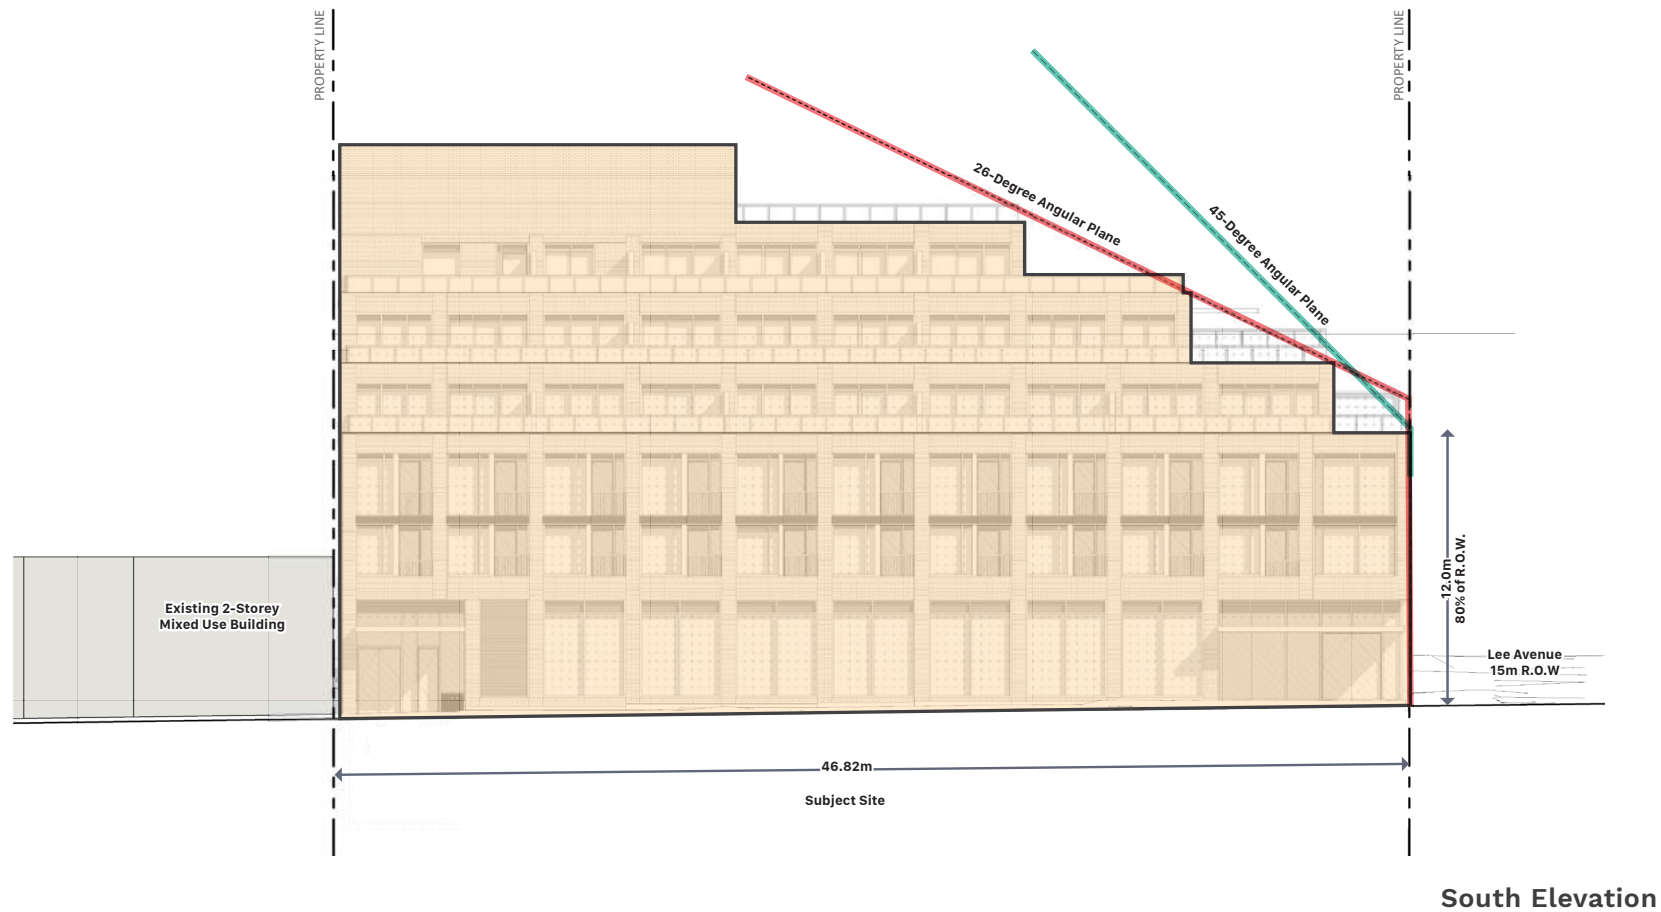 PROPERTY LINE
PROPERTY LINE
26-Degree Angular Plane
45-Degree Angular Plane
Existing 2-Storey
Mixed Use Building
12.0m
80% of R.O.W.
Lee Avenue
15m R.O.W
46.82m
Subject Site
South Elevation